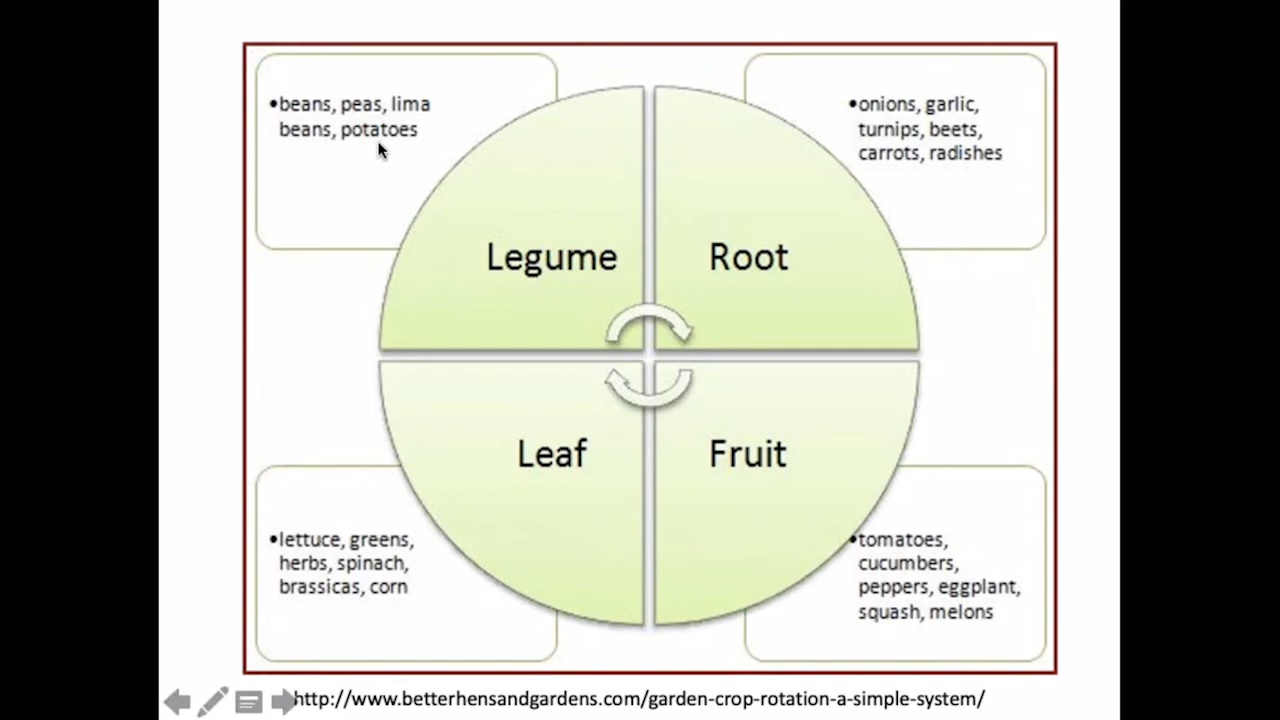 •beans, peas, lima
beans, potatoes
•onions, garlic,
turnips, beets,
carrots, radishes
Legume
Root
Leaf
Fruit
•lettuce, greens,
herbs, spinach,
brassicas, corn
•tomatoes,
cucumbers,
peppers, eggplant,
squash, melons
http://www.betterhensandgardens.com/garden-crop-rotation-a-simple-system/